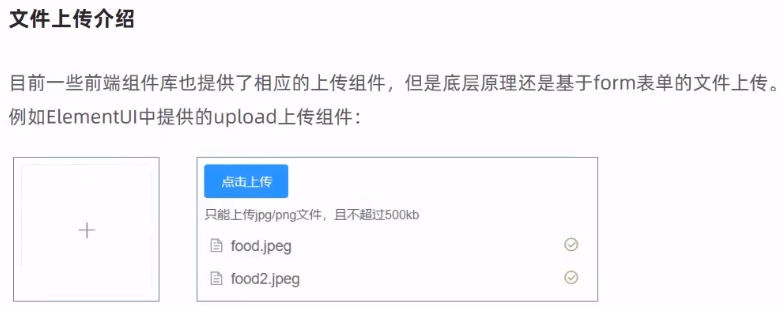 文件上传介绍
目前一些前端组件库也提供了相应的上传组件，但是底层原理还是基于form表单的文件上传。
例如ElementUI中提供的upload上传组件：
点击上传
只能上传jpg/png文件，且不超过500kb
food.jpeg
food2.jpeg